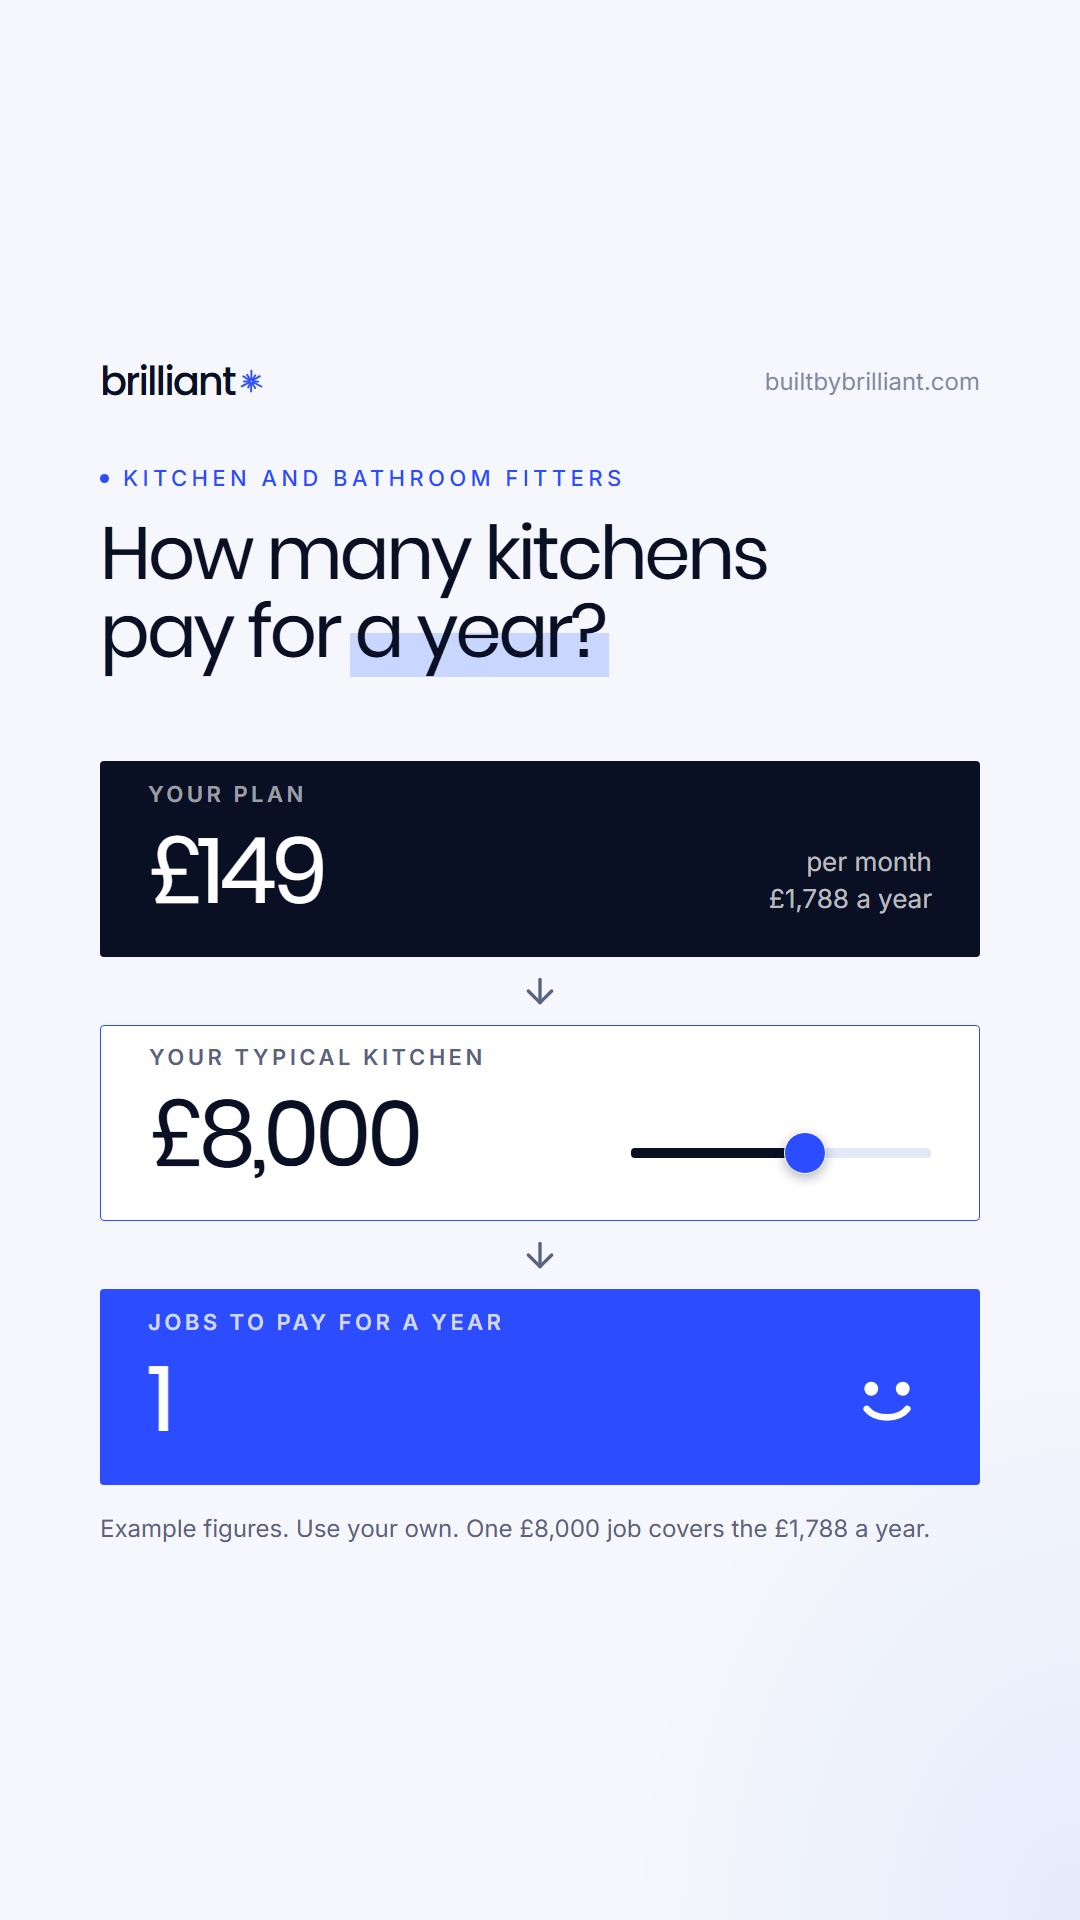 brilliant
builtbybrilliant.com
KITCHEN AND BATHROOM FITTERS
How many kitchens
pay for a year?
YOUR PLAN
£149
per month
£1,788 a year
YOUR TYPICAL KITCHEN
£8,000
JOBS TO PAY FOR A YEAR
1
Example figures. Use your own. One £8,000 job covers the £1,788 a year.